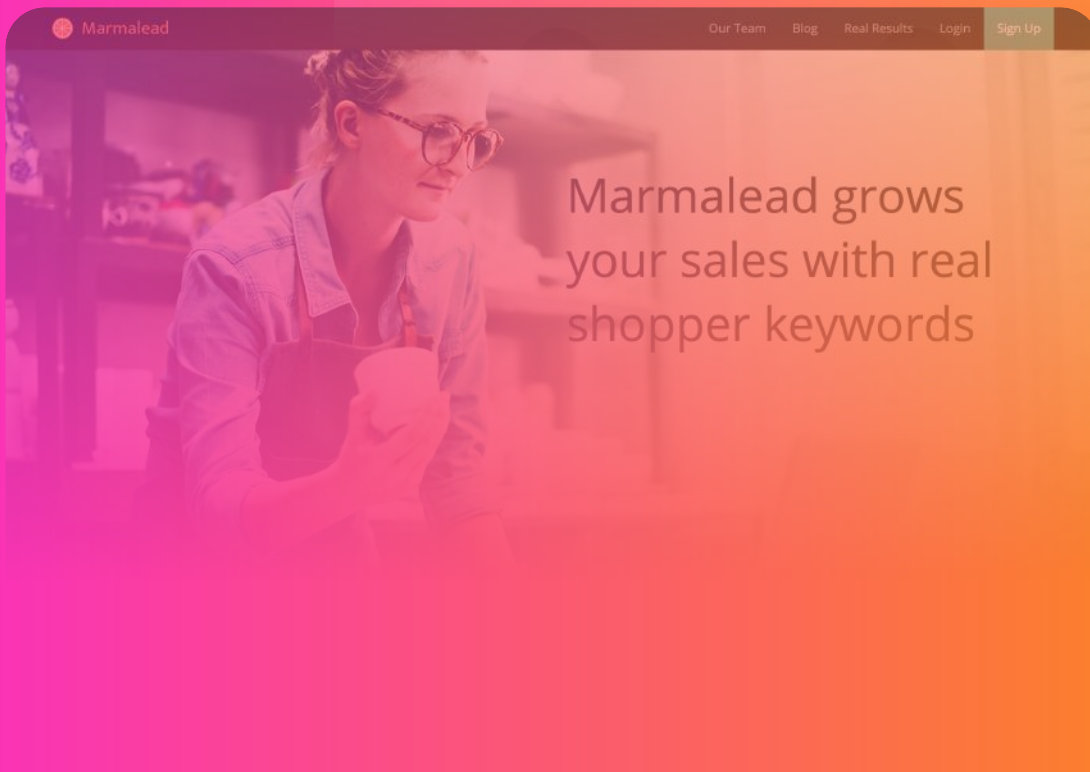 Marmalead
Our Team Blog Real Results Login Sign Up
Marmalead grows
your sales with real
shopper keywords